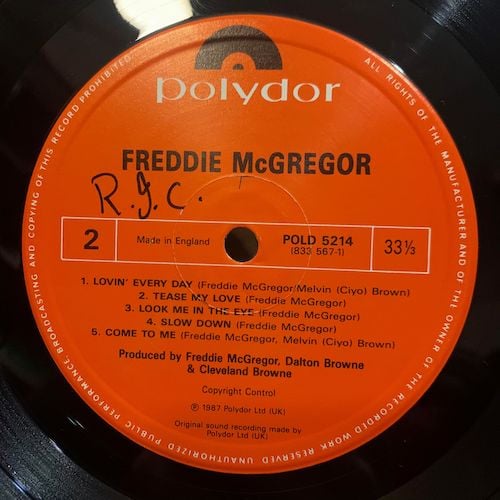 polydor
FREDDIE McGREGOR
R.J.C.
2
Made in England
POLD 5214
(833 567-1)
33⅓
1. LOVIN' EVERY DAY (Freddie McGregor/Melvin (Ciyo) Brown)
2. TEASE MY LOVE (Freddie McGregor)
3. LOOK ME IN THE EYE (Freddie McGregor)
4. SLOW DOWN (Freddie McGregor)
5. COME TO ME (Freddie McGregor, Melvin (Ciyo) Brown)
Produced by Freddie McGregor, Dalton Browne
& Cleveland Browne
Copyright Control
℗ 1987 Polydor Ltd (UK)
Original sound recording made by
Polydor Ltd (UK)
ALL RIGHTS OF THE MANUFACTURER AND OF THE OWNER OF THE RECORDED WORK RESERVED UNAUTHORIZED PUBLIC PERFORMANCE BROADCASTING AND COPYING OF THIS RECORD PROHIBITED